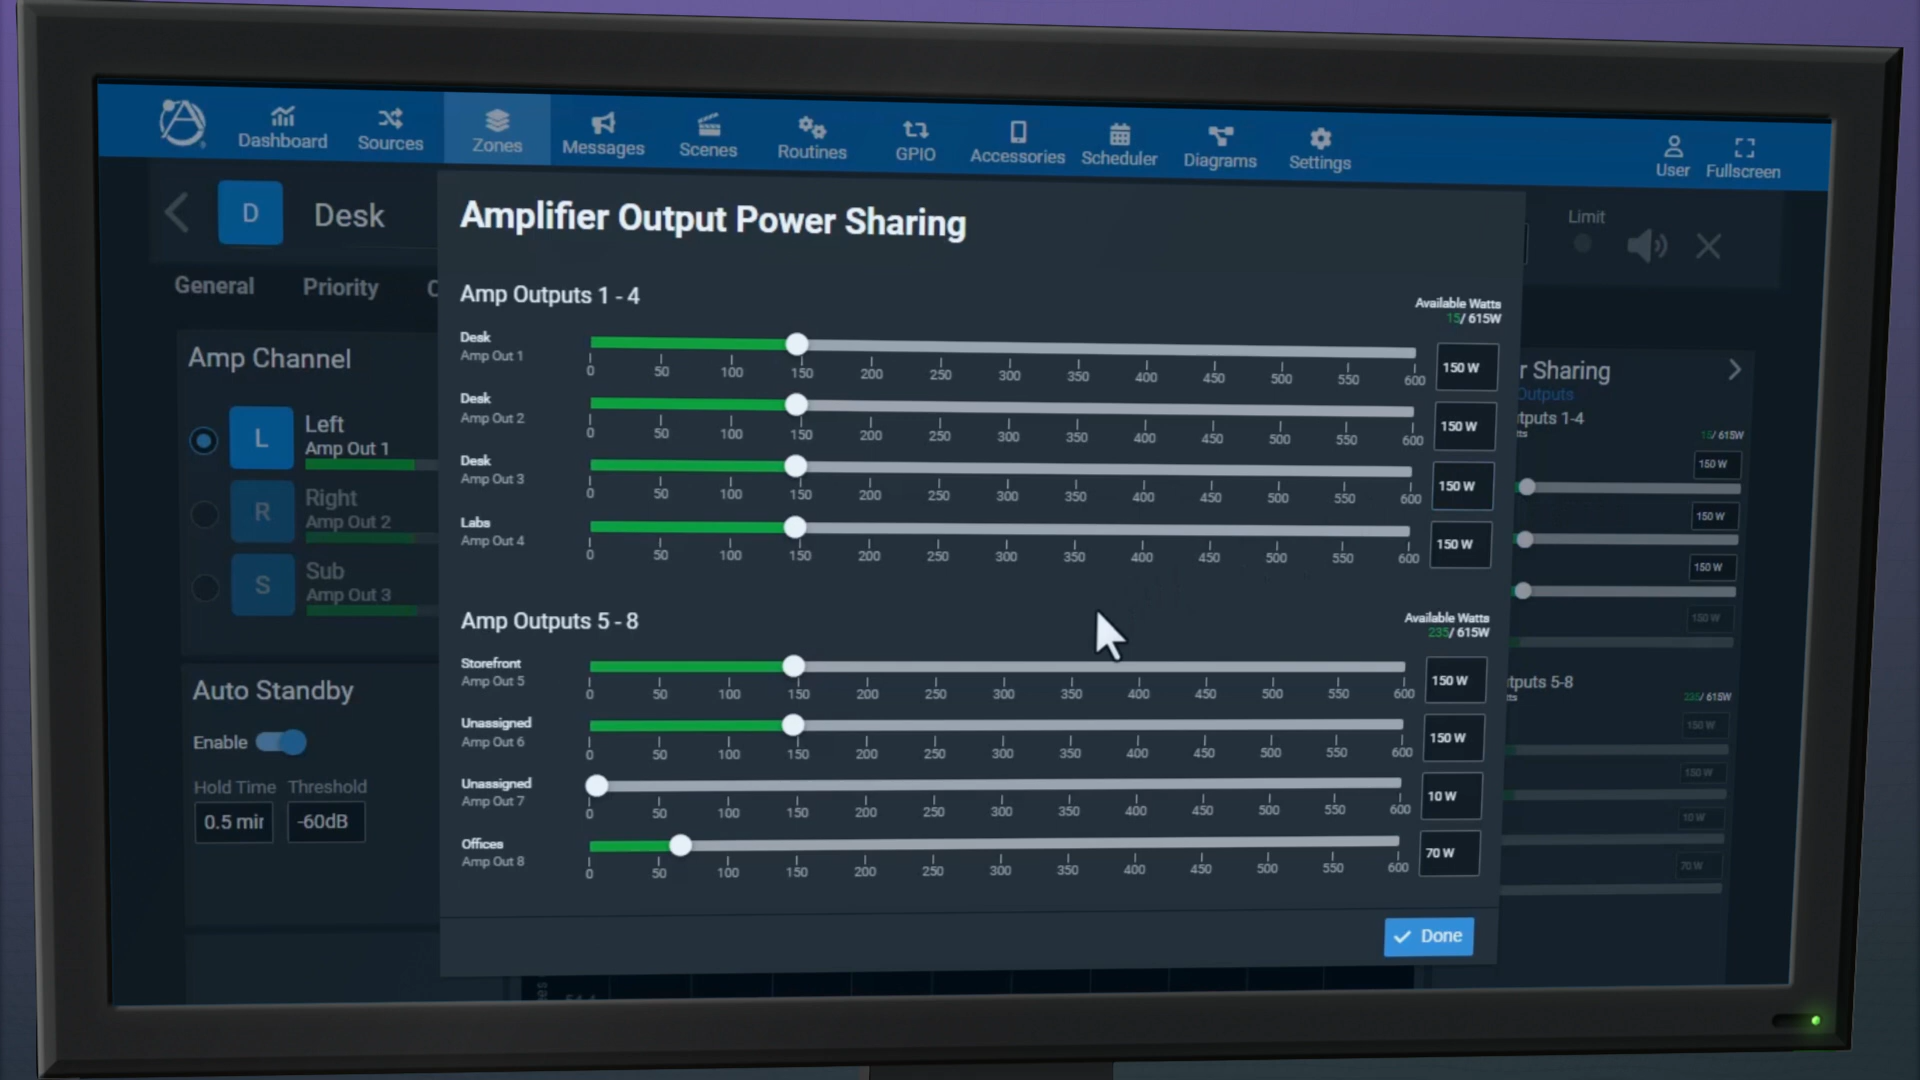 Dashboard
Sources
Zones
Messages
Scenes
Routines
GPIO
Accessories
Scheduler
Diagrams
Settings
User
Fullscreen
D
Desk
Limit
General
Priority
Amp Channel
L
Left
Amp Out 1
R
Right
Amp Out 2
S
Sub
Amp Out 3
Auto Standby
Enable
Hold Time
Threshold
0.5 mir
-60dB
Amplifier Output Power Sharing
Amp Outputs 1 - 4
Available Watts
15/ 615W
Desk
Amp Out 1
0 50 100 150 200 250 300 350 400 450 500 550 600
150 W
Desk
Amp Out 2
0 50 100 150 200 250 300 350 400 450 500 550 600
150 W
Desk
Amp Out 3
0 50 100 150 200 250 300 350 400 450 500 550 600
150 W
Labs
Amp Out 4
0 50 100 150 200 250 300 350 400 450 500 550 600
150 W
Amp Outputs 5 - 8
Available Watts
235/ 615W
Storefront
Amp Out 5
0 50 100 150 200 250 300 350 400 450 500 550 600
150 W
Unassigned
Amp Out 6
0 50 100 150 200 250 300 350 400 450 500 550 600
150 W
Unassigned
Amp Out 7
0 50 100 150 200 250 300 350 400 450 500 550 600
10 W
Offices
Amp Out 8
0 50 100 150 200 250 300 350 400 450 500 550 600
70 W
Done
r Sharing
Outputs
tputs 1-4
15/ 615W
150 W
150 W
150 W
150 W
tputs 5-8
235/ 615W
150 W
150 W
10 W
70 W